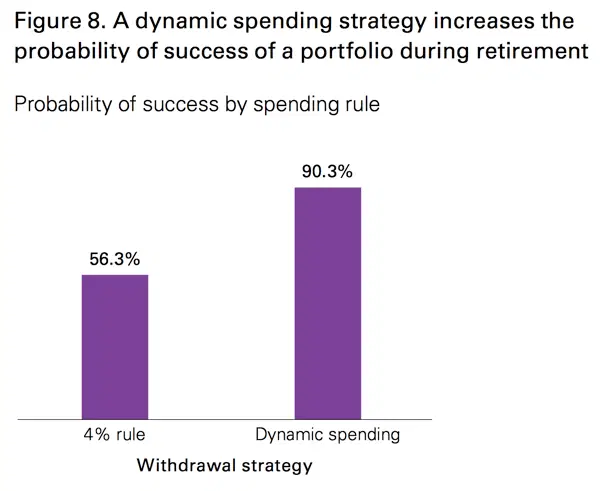 Figure 8. A dynamic spending strategy increases the
probability of success of a portfolio during retirement
Probability of success by spending rule
90.3%
56.3%
4% rule
Dynamic spending
Withdrawal strategy